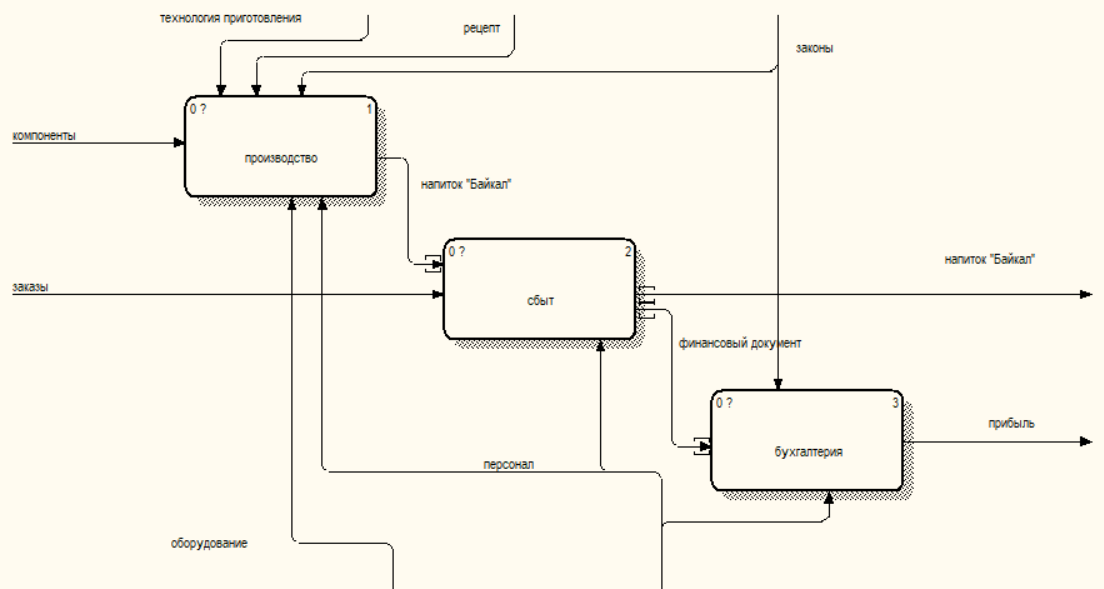 технология приготовления
рецепт
законы
0 ?
1
компоненты
производство
напиток "Байкал"
0 ?
2
напиток "Байкал"
заказы
сбыт
финансовый документ
0 ?
3
прибыль
бухгалтерия
персонал
оборудование